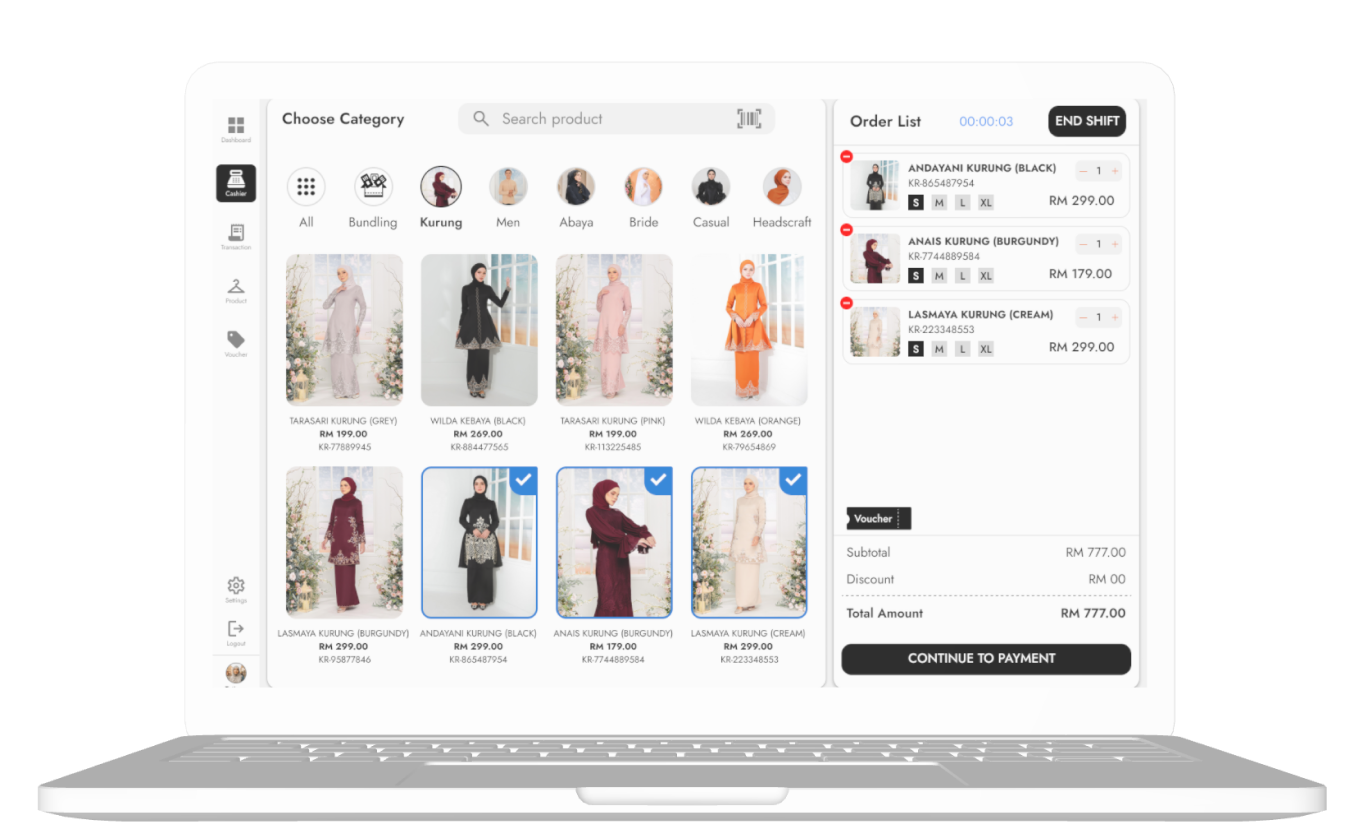 Dashboard
Cashier
Transaction
Product
Voucher
Settings
Logout
Choose Category
Search product
All
Bundling
Kurung
Men
Abaya
Bride
Casual
Headscraft
TARASARI KURUNG (GREY)
RM 199.00
KR-77889945
WILDA KEBAYA (BLACK)
RM 269.00
KR-884477565
TARASARI KURUNG (PINK)
RM 199.00
KR-113225485
WILDA KEBAYA (ORANGE)
RM 269.00
KR-79654869
LASMAYA KURUNG (BURGUNDY)
RM 299.00
KR-95877846
ANDAYANI KURUNG (BLACK)
RM 299.00
KR-865487954
ANAIS KURUNG (BURGUNDY)
RM 179.00
KR-7744889584
LASMAYA KURUNG (CREAM)
RM 299.00
KR-223348553
Order List 00:00:03 END SHIFT
ANDAYANI KURUNG (BLACK) – 1 +
KR-865487954
S M L XL RM 299.00
ANAIS KURUNG (BURGUNDY) – 1 +
KR-7744889584
S M L XL RM 179.00
LASMAYA KURUNG (CREAM) – 1 +
KR-223348553
S M L XL RM 299.00
Voucher
Subtotal RM 777.00
Discount RM 00
Total Amount RM 777.00
CONTINUE TO PAYMENT